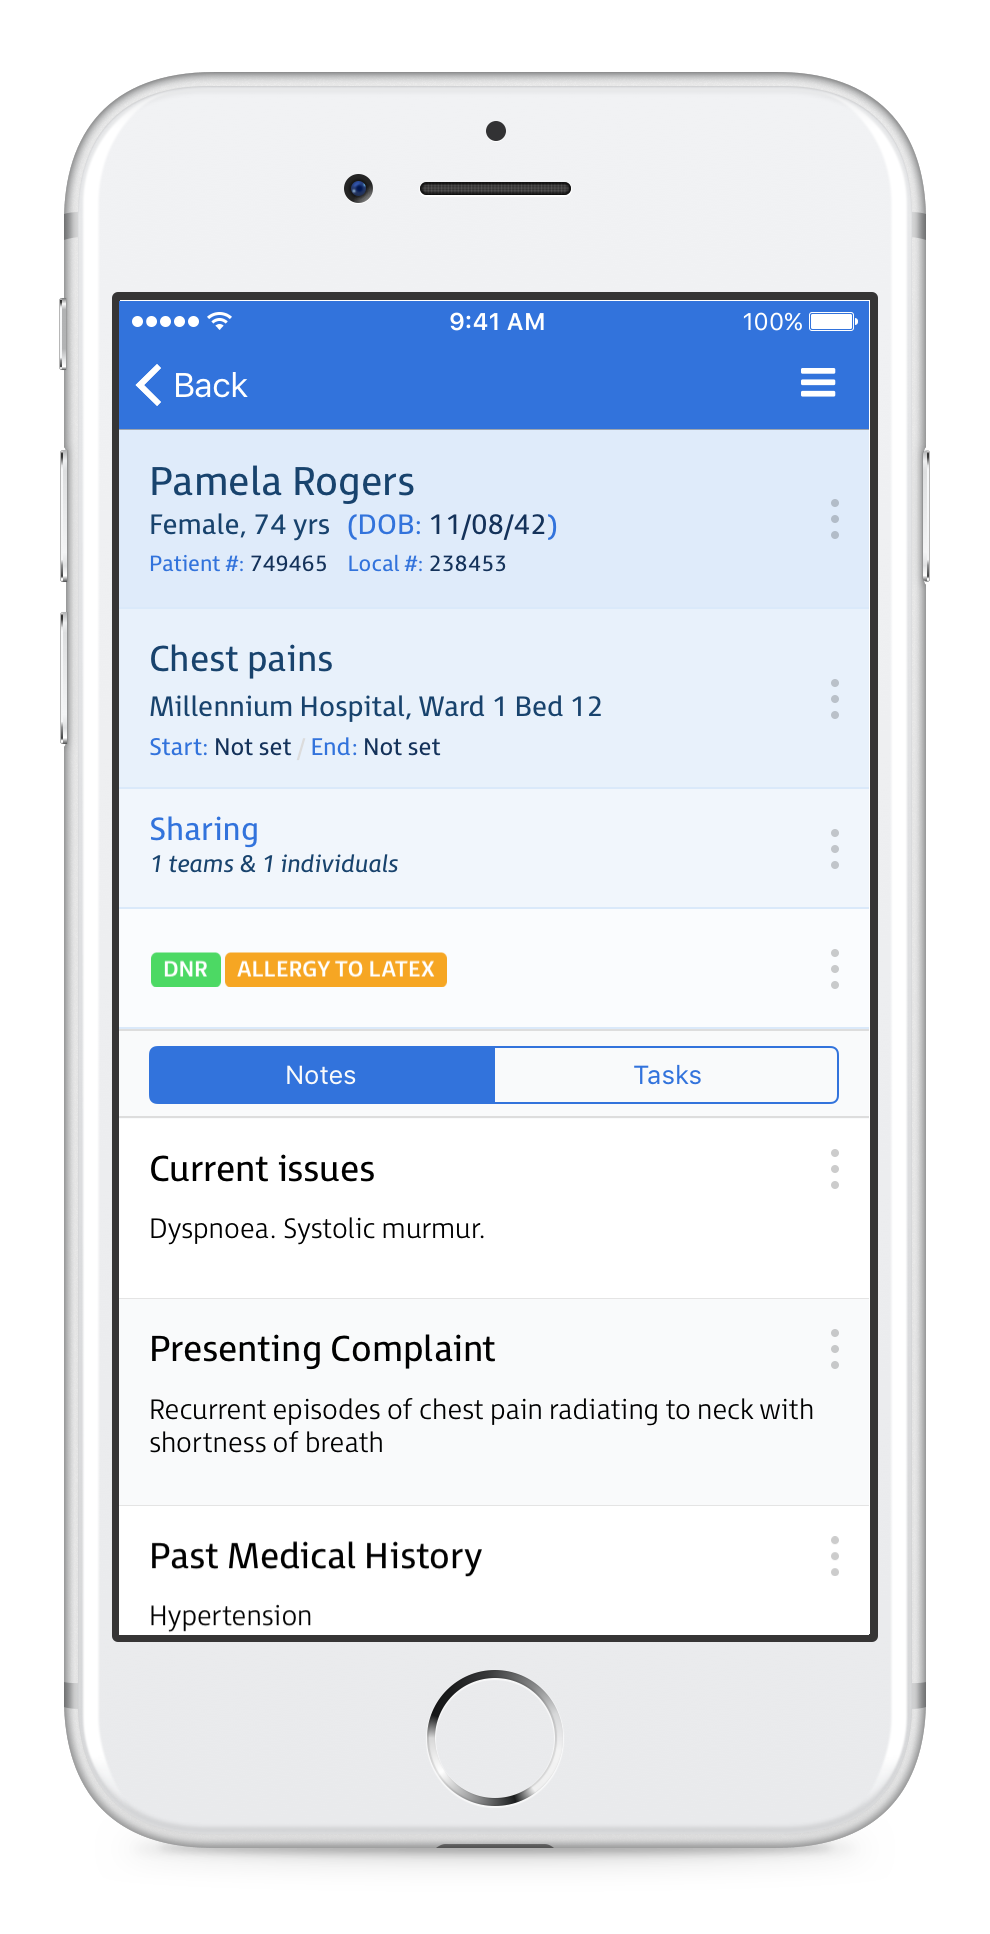 9:41 AM 100%
Back
Pamela Rogers
Female, 74 yrs (DOB: 11/08/42)
Patient #: 749465 Local #: 238453
Chest pains
Millennium Hospital, Ward 1 Bed 12
Start: Not set / End: Not set
Sharing
1 teams & 1 individuals
DNR ALLERGY TO LATEX
Notes Tasks
Current issues
Dyspnoea. Systolic murmur.
Presenting Complaint
Recurrent episodes of chest pain radiating to neck with
shortness of breath
Past Medical History
Hypertension